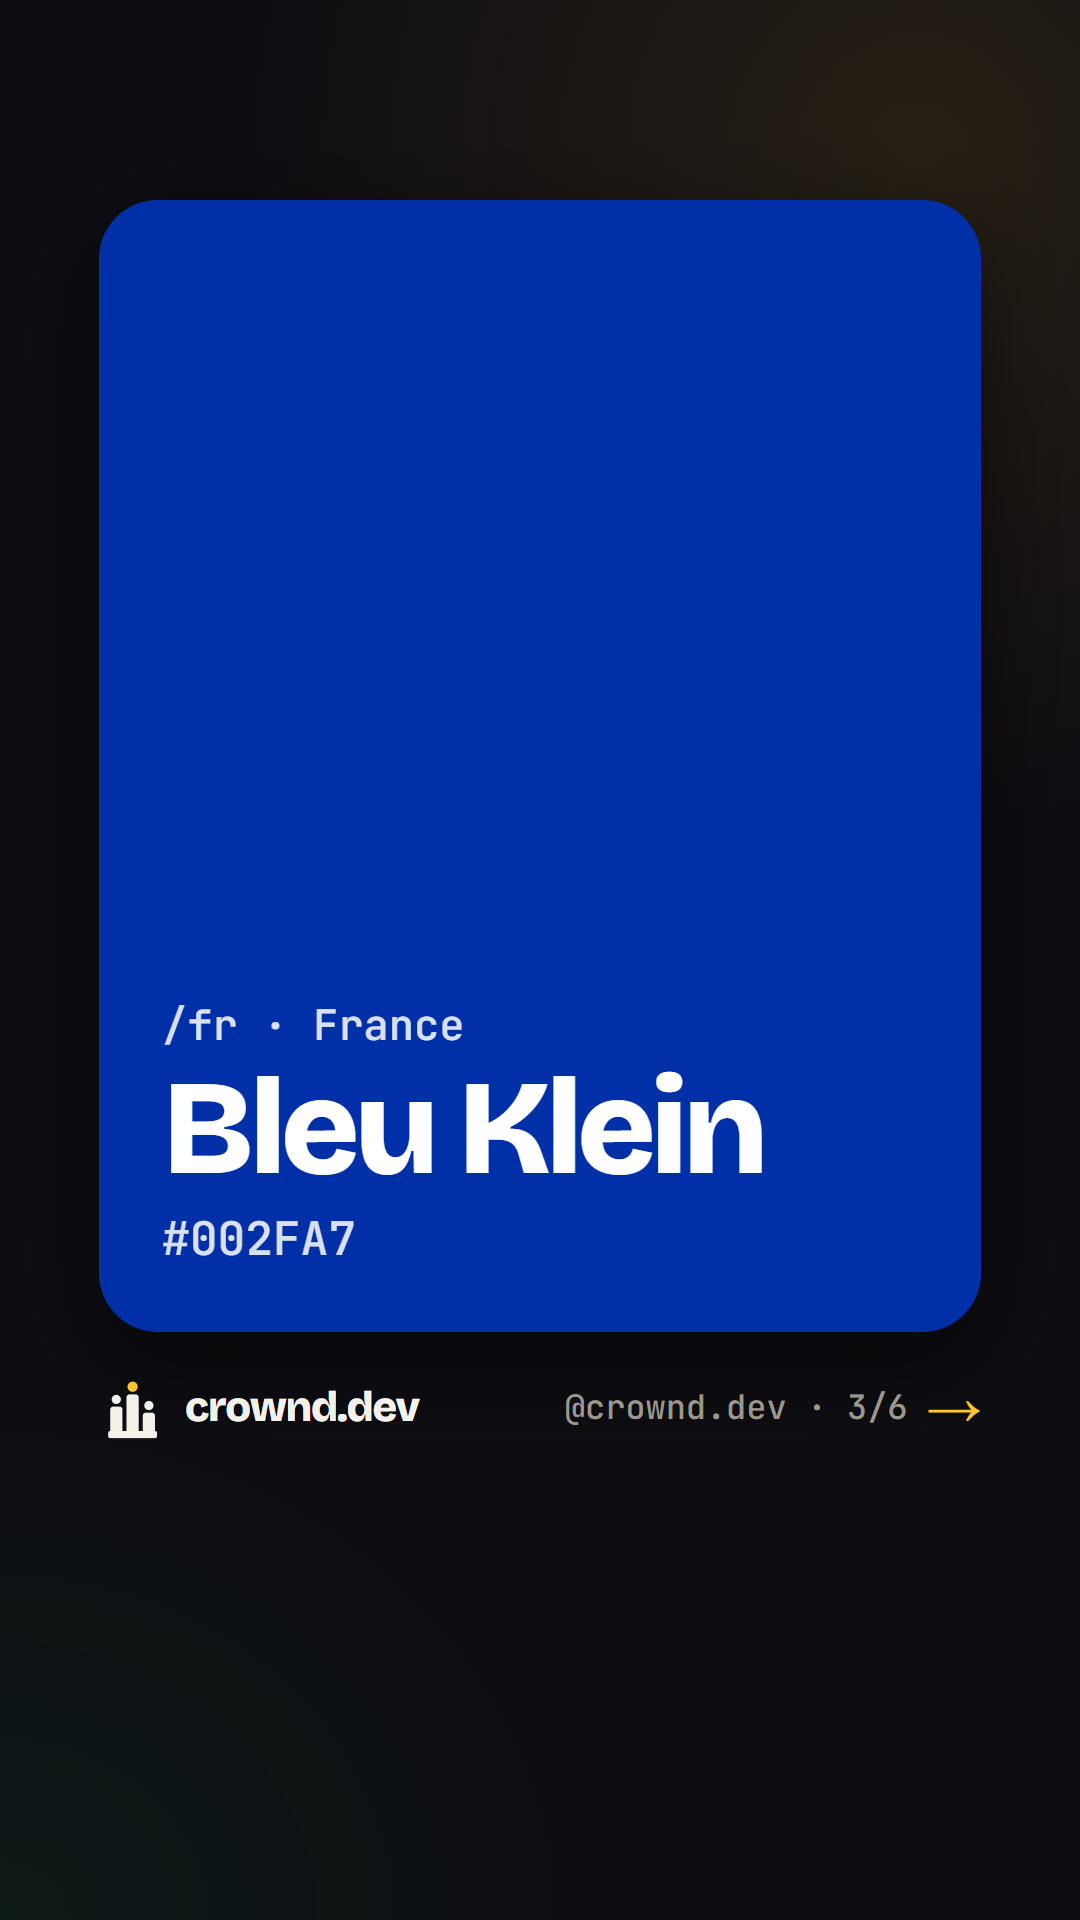 /fr · France
Bleu Klein
#002FA7
crownd.dev
@crownd.dev · 3/6 →